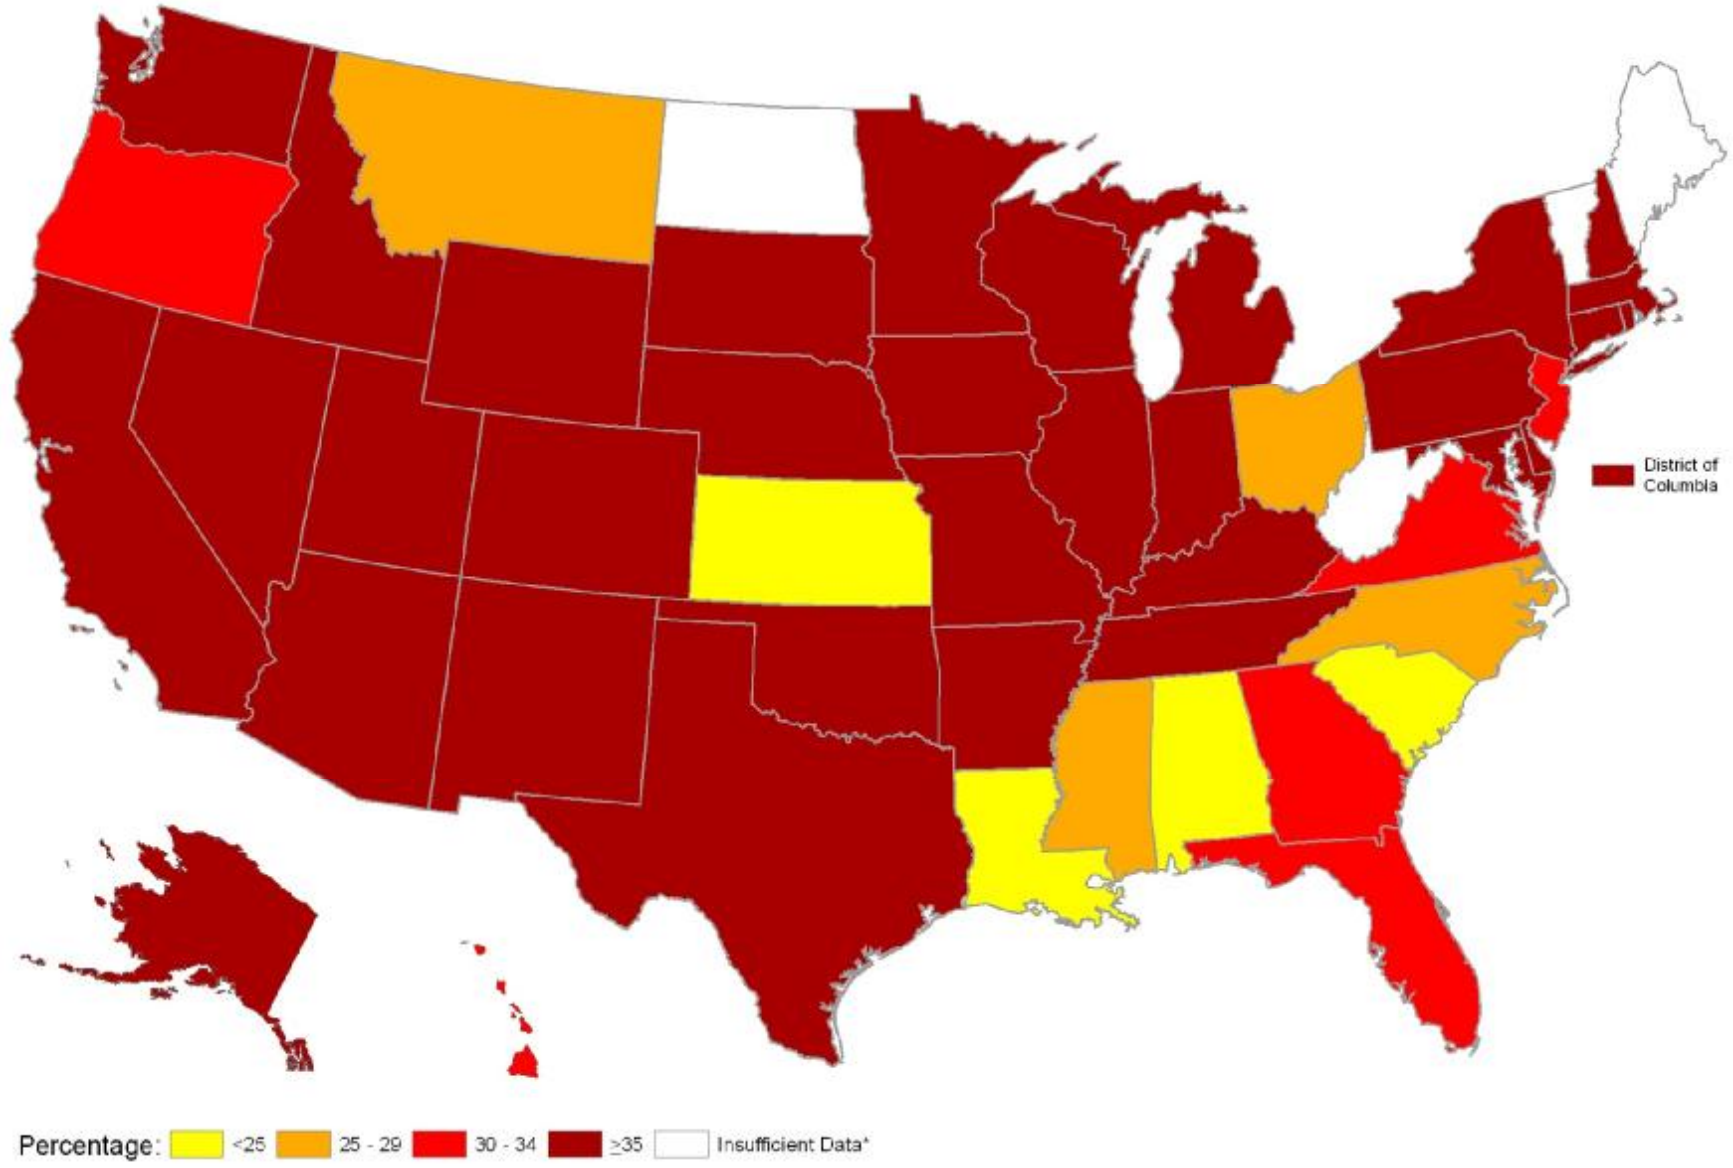 District of
Columbia
Percentage: <25 25 - 29 30 - 34 ≥35 Insufficient Data*